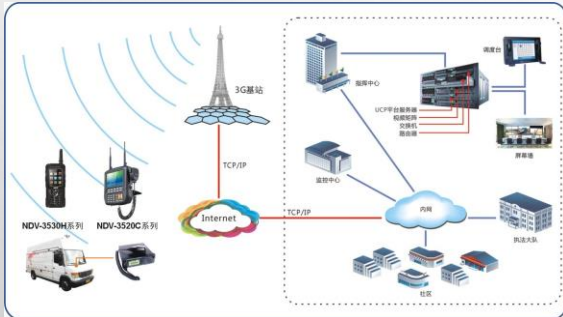 3G基站
TCP/IP
Internet
TCP/IP
NDV-3530H系列
NDV-3520C系列
指挥中心
调度台
UCP平台服务器
视频矩阵
交换机
路由器
屏幕墙
监控中心
内网
执法大队
社区